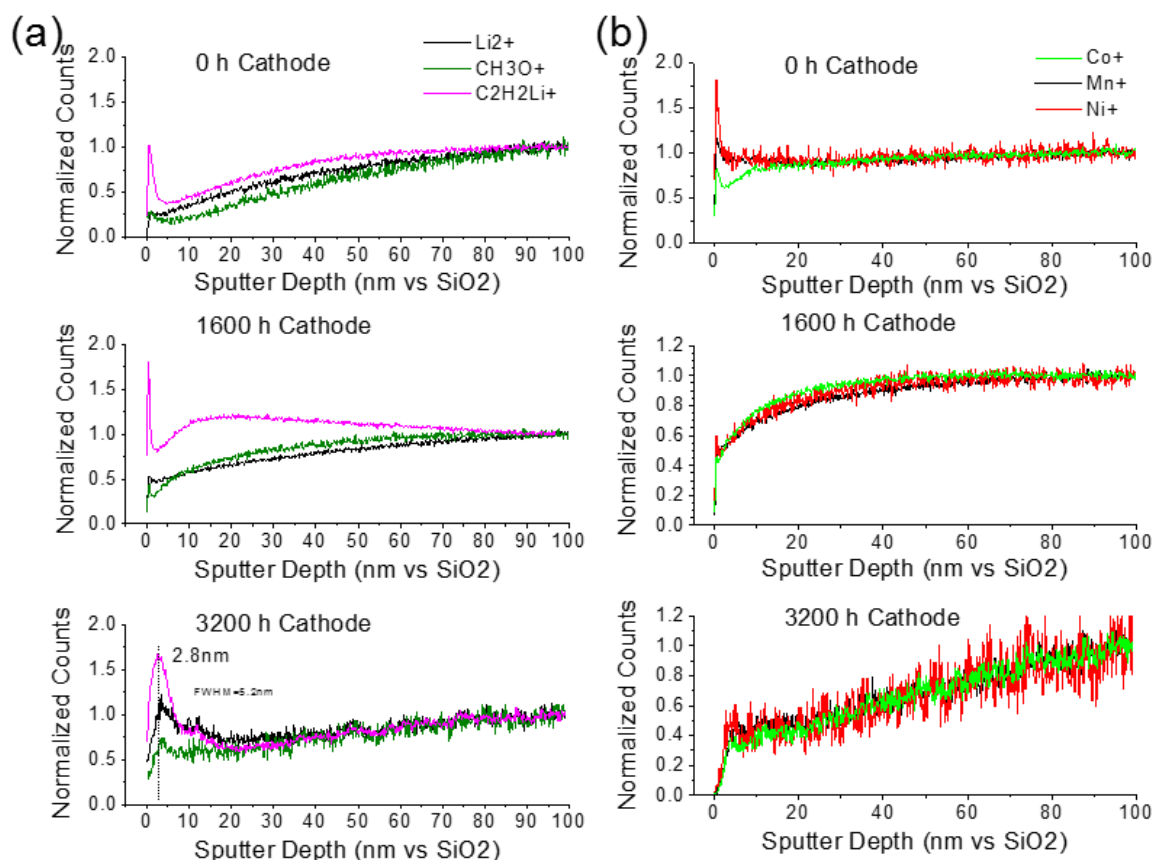 (a)
0 h Cathode
Li2+
CH3O+
C2H2Li+
Normalized Counts
2.0
1.5
1.0
0.5
0.0
0 10 20 30 40 50 60 70 80 90 100
Sputter Depth (nm vs SiO2)
1600 h Cathode
Normalized Counts
2.0
1.5
1.0
0.5
0.0
0 10 20 30 40 50 60 70 80 90 100
Sputter Depth (nm vs SiO2)
3200 h Cathode
2.8nm
FWHM=5.2nm
Normalized Counts
2.0
1.5
1.0
0.5
0.0
0 10 20 30 40 50 60 70 80 90 100
Sputter Depth (nm vs SiO2)
(b)
0 h Cathode
Co+
Mn+
Ni+
Normalized Counts
2.0
1.5
1.0
0.5
0.0
0 20 40 60 80 100
Sputter Depth (nm vs SiO2)
1600 h Cathode
Normalized Counts
1.2
1.0
0.8
0.6
0.4
0.2
0.0
0 20 40 60 80 100
Sputter Depth (nm vs SiO2)
3200 h Cathode
Normalized Counts
1.2
1.0
0.8
0.6
0.4
0.2
0.0
0 20 40 60 80 100
Sputter Depth (nm vs SiO2)